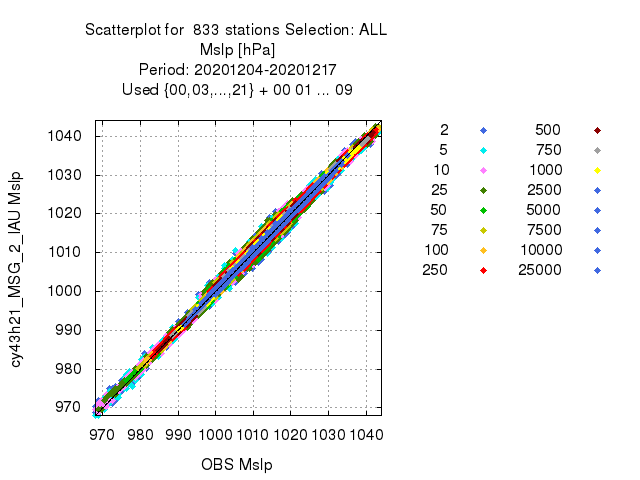 Scatterplot for 833 stations Selection: ALL
Mslp [hPa]
Period: 20201204-20201217
Used {00,03,...,21} + 00 01 ... 09
cy43h21_MSG_2_IAU Mslp
1040
1030
1020
1010
1000
990
980
970
970 980 990 1000 1010 1020 1030 1040
OBS Mslp
2 500
5 750
10 1000
25 2500
50 5000
75 7500
100 10000
250 25000